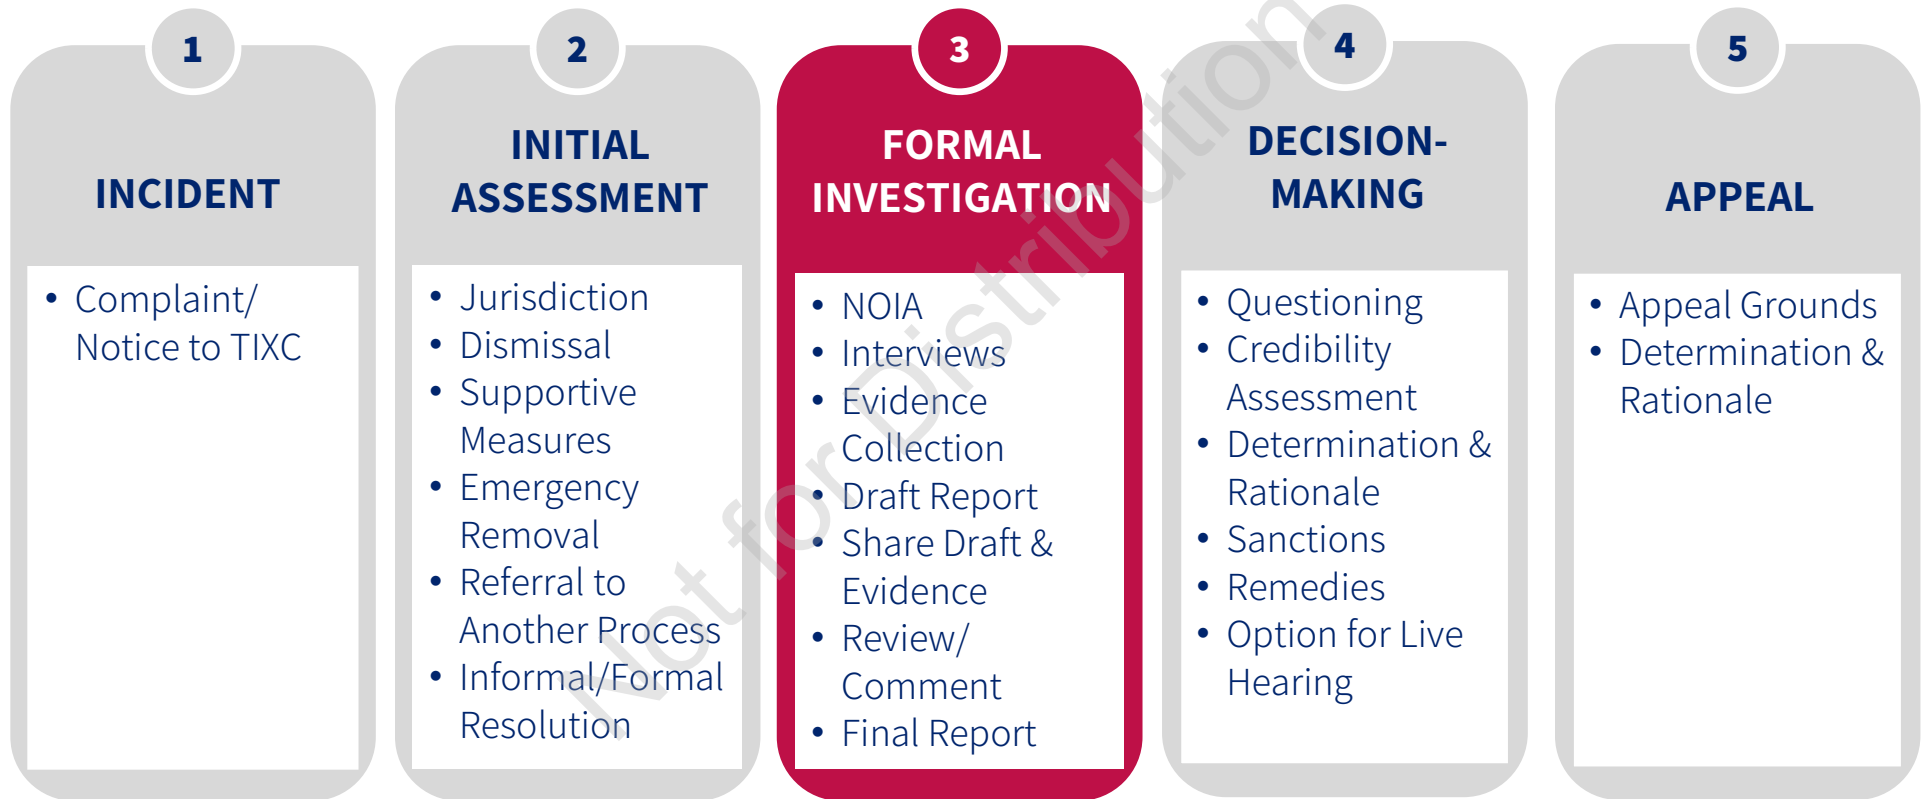 1
INCIDENT
• Complaint/
Notice to TIXC
2
INITIAL
ASSESSMENT
• Jurisdiction
• Dismissal
• Supportive
Measures
• Emergency
Removal
• Referral to
Another Process
• Informal/Formal
Resolution
3
FORMAL
INVESTIGATION
• NOIA
• Interviews
• Evidence
Collection
• Draft Report
• Share Draft &
Evidence
• Review/
Comment
• Final Report
4
DECISION-
MAKING
• Questioning
• Credibility
Assessment
• Determination &
Rationale
• Sanctions
• Remedies
• Option for Live
Hearing
5
APPEAL
• Appeal Grounds
• Determination &
Rationale
Not for Distribution